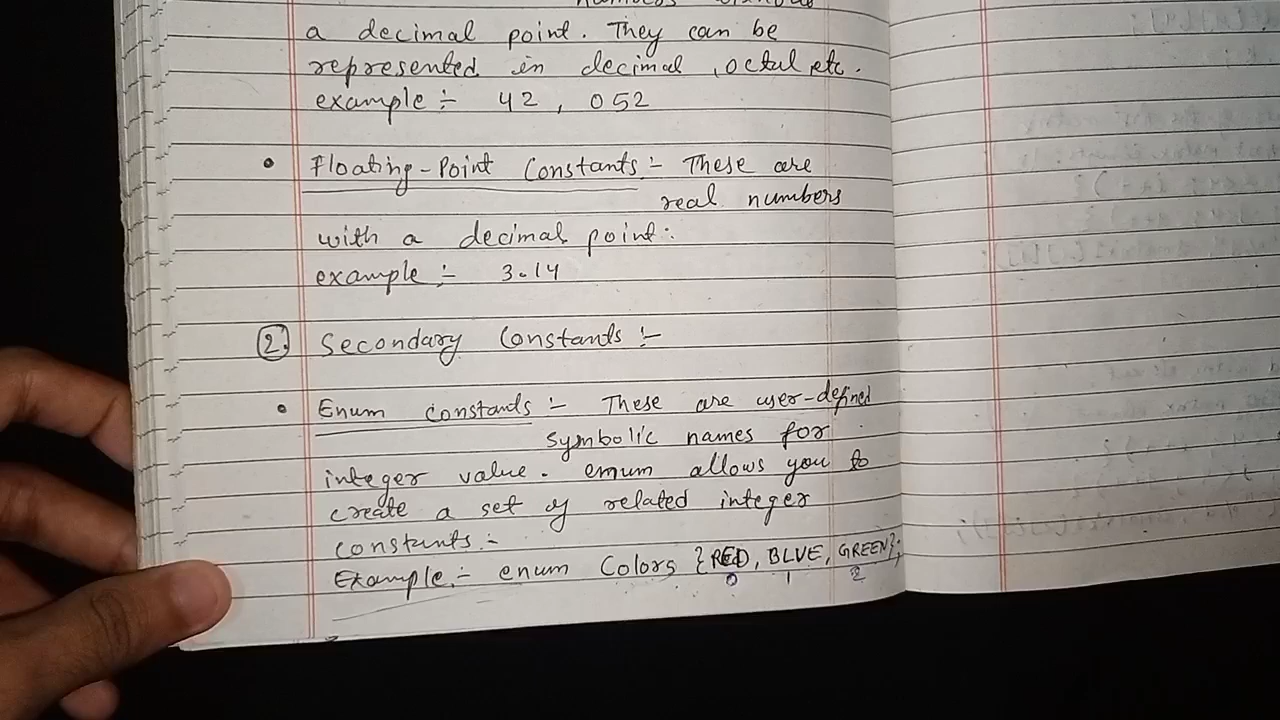 a decimal point. They can be
represented in decimal, octal etc.
example :- 42, 052
• Floating-Point Constants :- These are
real numbers
with a decimal point.
example :- 3.14
2. Secondary Constants :-
• Enum constants :- These are user-defined
symbolic names for
integer value. emum allows you to
create a set of related integer
constants :-
Example :- enum Colors {RED, BLUE, GREEN};
0 1 2